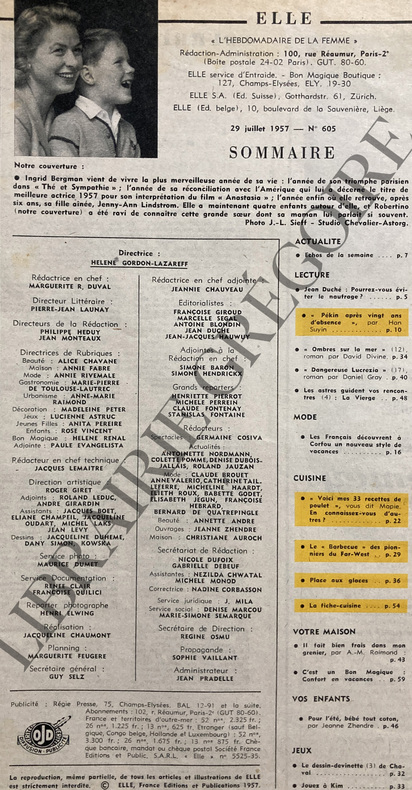 ELLE
« L'HEBDOMADAIRE DE LA FEMME »
Rédaction-Administration : 100, rue Réaumur, Paris-2e
(Boîte postale 24-02 Paris). GUT. 80-60.
ELLE service d'Entraide. - Bon Magique Boutique :
127, Champs-Elysées, ELY. 19-30
ELLE S.A. (Ed. Suisse), Gotthardstr. 61, Zürich.
ELLE (Ed. belge), 10, boulevard de la Sauvenière, Liège.
29 juillet 1957 — N° 605
SOMMAIRE
Notre couverture :
● Ingrid Bergman vient de vivre la plus merveilleuse année de sa vie : l'année de son triomphe parisien
dans « Thé et Sympathie » ; l'année de sa réconciliation avec l'Amérique qui lui a décerné le titre de
meilleure actrice 1957 pour son interprétation du film « Anastasia » ; l'année enfin où elle retrouve, après
six ans, sa fille aînée, Jenny-Ann Lindstrom. Elle a maintenant quatre enfants autour d'elle, et Robertino
(notre couverture) a été ravi de connaître cette grande sœur dont sa maman lui parlait si souvent.
Photo J.-L. Sieff - Studio Chevalier-Astorg.
Directrice :
HELENE GORDON-LAZAREFF
Rédactrice en chef :
MARGUERITE R. DUVAL
Directeur Littéraire :
PIERRE-JEAN LAUNAY
Directeurs de la Rédaction :
PHILIPPE HEDUY
JEAN MONTEAUX
Directrices de Rubriques :
Beauté : ALICE CHAVANE
Maison : ANNIE FABRE
Mode : ANNIE RIVEMALE
Gastronomie : MARIE-PIERRE
DE TOULOUSE-LAUTREC
Urbanisme : ANNE-MARIE
RAIMOND
Décoration : MADELEINE PETER
Jeux : LUCIENNE ASTRUC
Jeunes Filles : ANITA PEREIRE
Enfants : ROSE VINCENT
Bon Magique : HELENE RENAL
Adjointe : PAULE EVANGELISTA
Rédacteur en chef technique :
JACQUES LEMAITRE
Direction artistique :
ROGER GIRET
Adjoints : ROLAND LEDUC,
ANDRE GIRARDIN
Assistants : JACQUES BOET,
LILIANE CHAMPEIL, JACQUELINE
OUDART, MICHEL LAKS,
JEAN LEVY
Dessins : JACQUELINE DUHEME,
DANY SIMON, KOWSKA
Service photo :
MAURICE DUMET
Service documentation :
RENEE CLAIR
FRANÇOISE QUILICI
Reporter photographe :
HENRI ELWING
Réalisation :
JACQUELINE CHAUMONT
Planning :
MARGUERITE FEUGERE
Secrétaire général :
GUY SELZ
Rédactrice en chef adjointe :
JEANNIE CHAUVEAU
Editorialistes :
FRANÇOISE GIROUD
MARCELLE SEGAL
ANTOINE BLONDIN
JEAN DUCHE
JEAN-JACQUES HAUWUY
Adjointes à la
Rédaction en chef :
SIMONE BARON
SIMONE HENDRICKS
Grands reporters :
HENRIETTE PIERROT
MICHELE PERREIN
CLAUDE FONTENAY
STANISLAS FONTAINE
Rédacteurs :
Spectacles : GERMAINE COSIVA
Actualités :
ANTOINETTE NORDMANN,
COLETTE POMME, DENISE DUBOIS-
JALLAIS, ROLAND JAUZAN
Mode : CLAUDE BROUET
ANNE VALERIO, CATHERINE TAIL-
LEFERRE, MICHELINE HAARDT,
ELISABETH JEGUN, FRANÇOISE
HEBRARD,
BERNARD DE QUATREPINGLE
Beauté : ANNETTE ANDRE
Ouvrages : JEANNE ZHENDRE
Maison : CHRISTIANE AUROCH
Secrétariat de Rédaction :
NICOLE DUFOIX
GABRIELLE DEBEUF
Assistantes : NEZILDA CHWATAL
MICHELE MONOD
Correctrice : NADINE CORBASSON
Service juridique : J. MILA
Service social : DENISE MARCOU
MARIE-SIMONE SEMARQUE
Secrétaire de Direction :
REGINE OSMU
Propagande :
SOPHIE VAILLANT
Administration :
JEAN PRADELLE
ACTUALITÉ
● Echos de la semaine .. p. 7
LECTURE
● Jean Duché : Pourrez-vous évi-
ter le naufrage ? .. p. 5
● « Pékin après vingt ans
d'absence », par Han
Suyin .. p. 10
● « Ombres sur la mer » (12),
roman par David Divine. p. 34
● « Dangereuse Lucrezia » (17),
roman par Daniel Gray . p. 40
● Les astres guident vos rencon-
tres (4) : La Vierge . p. 48
MODE
● Les Français découvrent à
Corfou un nouveau style de
vacances .. p. 16
CUISINE
● « Voici mes 33 recettes de
poulet », vous dit Mapie.
En connaissez-vous d'au-
tres ? .. p. 22
● Le « Barbecue » des pion-
niers du Far-West .. p. 29
● Place aux glaces .. p. 36
● La fiche-cuisine .. p. 54
VOTRE MAISON
● Il fait bien frais dans mon
grenier, par A.-M. Raimond
p. 43
● C'est un Bon Magique :
Confort en vacances .. p. 59
VOS ENFANTS
● Pour l'été, bébé tout coton,
par Jeanne Zhendre . p. 46
JEUX
● Le dessin-devinette (31 de Cha-
val. .. p. 32
● Jouez à Kim .. p. 33
Publicité : Régie Presse, 75, Champs-Elysées. BAL. 12-91 et la suite.
Abonnements : 102, r. Réaumur, Paris-2e (GUT 80-60).
France et territoires d'outre-mer : 52 nos, 2.325 fr. ;
26 nos, 1.225 fr. ; 13 nos, 625 fr. Etranger (sauf Bel-
gique, Congo belge, Hollande et Luxembourg) : 52 nos,
3.300 fr. ; 26 nos, 1.675 fr. ; 13 nos 875 fr. Chè-
que bancaire, mandat ou chèque postal Société France
Editions et Public. S.A.R.L. « Elle » n° 5525-35.
OJD
La reproduction, même partielle, de tous les articles et illustrations de ELLE
est strictement interdite. © ELLE, France Editions et Publications 1957.
LIBRAIRIE GRÉGOIRE